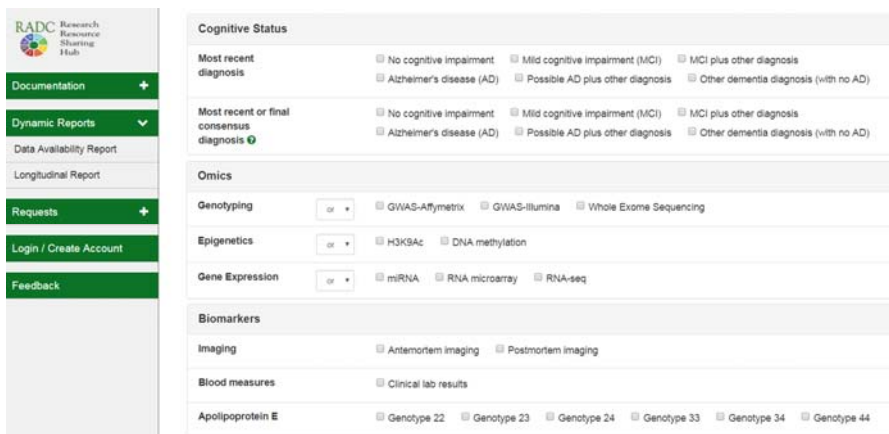 RADC Research
Resource
Sharing
Hub
Documentation
Dynamic Reports
Data Availability Report
Longitudinal Report
Requests
Login / Create Account
Feedback
Cognitive Status
Most recent
diagnosis
No cognitive impairment Mild cognitive impairment (MCI) MCI plus other diagnosis
Alzheimer's disease (AD) Possible AD plus other diagnosis Other dementia diagnosis (with no AD)
Most recent or final
consensus
diagnosis ?
No cognitive impairment Mild cognitive impairment (MCI) MCI plus other diagnosis
Alzheimer's disease (AD) Possible AD plus other diagnosis Other dementia diagnosis (with no AD)
Omics
Genotyping or GWAS-Affymetrix GWAS-Illumina Whole Exome Sequencing
Epigenetics or H3K9Ac DNA methylation
Gene Expression or miRNA RNA microarray RNA-seq
Biomarkers
Imaging Antemortem imaging Postmortem imaging
Blood measures Clinical lab results
Apolipoprotein E Genotype 22 Genotype 23 Genotype 24 Genotype 33 Genotype 34 Genotype 44